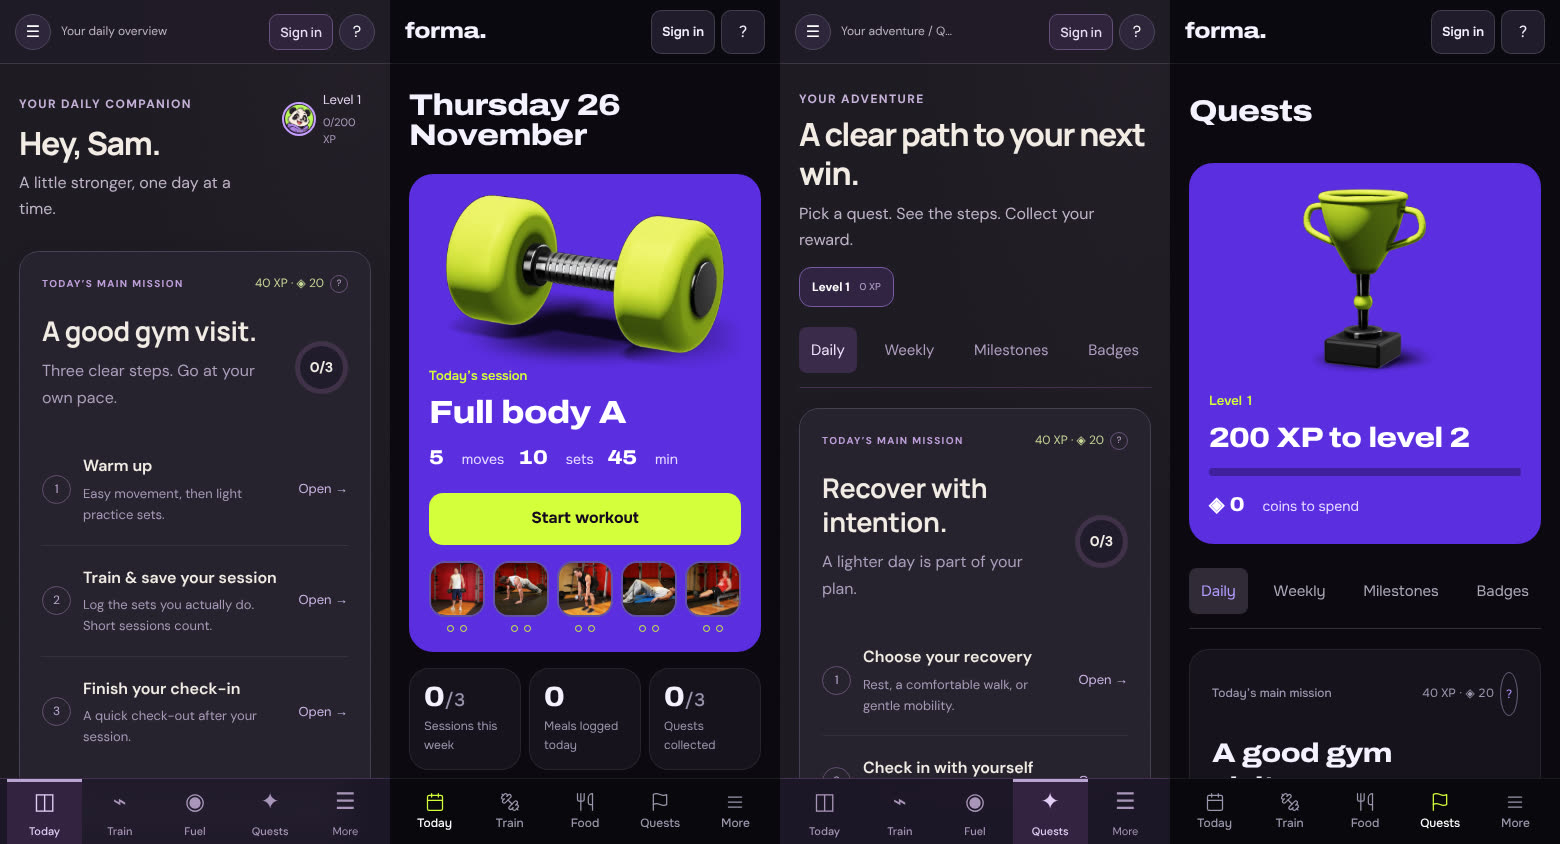 ☰ Your daily overview Sign in ?
YOUR DAILY COMPANION
Hey, Sam.
A little stronger, one day at a
time.
Level 1
0/200
XP
TODAY'S MAIN MISSION 40 XP · ◈ 20 ?
A good gym visit.
Three clear steps. Go at your
own pace.
0/3
1 Warm up
Easy movement, then light
practice sets.
Open →
2 Train & save your session
Log the sets you actually do.
Short sessions count.
Open →
3 Finish your check-in
A quick check-out after your
session.
Open →
Today Train Fuel Quests More
forma. Sign in ?
Thursday 26
November
Today's session
Full body A
5 moves 10 sets 45 min
Start workout
0/3
Sessions this
week
0
Meals logged
today
0/3
Quests
collected
Today Train Food Quests More
☰ Your adventure / Q... Sign in ?
YOUR ADVENTURE
A clear path to your next
win.
Pick a quest. See the steps. Collect your
reward.
Level 1 0 XP
Daily Weekly Milestones Badges
TODAY'S MAIN MISSION 40 XP · ◈ 20 ?
Recover with
intention.
A lighter day is part of your
plan.
0/3
1 Choose your recovery
Rest, a comfortable walk, or
gentle mobility.
Open →
Check in with yourself
Today Train Fuel Quests More
forma. Sign in ?
Quests
Level 1
200 XP to level 2
◈ 0 coins to spend
Daily Weekly Milestones Badges
Today's main mission 40 XP · ◈ 20 ?
A good gym
Today Train Food Quests More